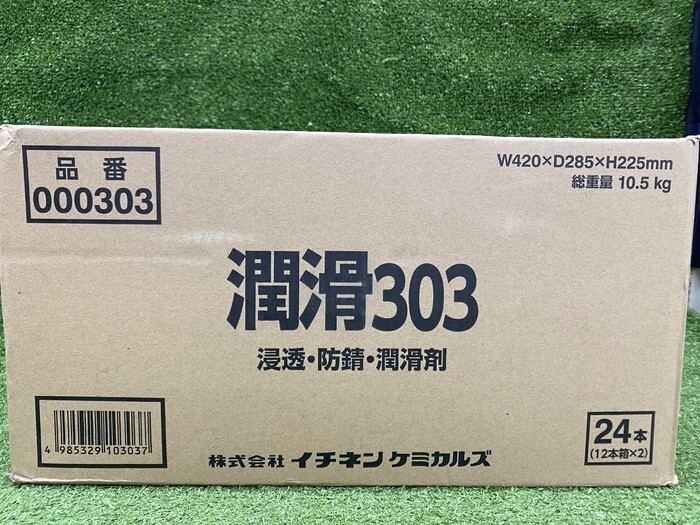 品番
000303
W420×D285×H225mm
総重量 10.5 kg
潤滑303
浸透・防錆・潤滑剤
4 985329 103037
株式会社 イチネン ケミカルズ
24本
(12本箱×2)